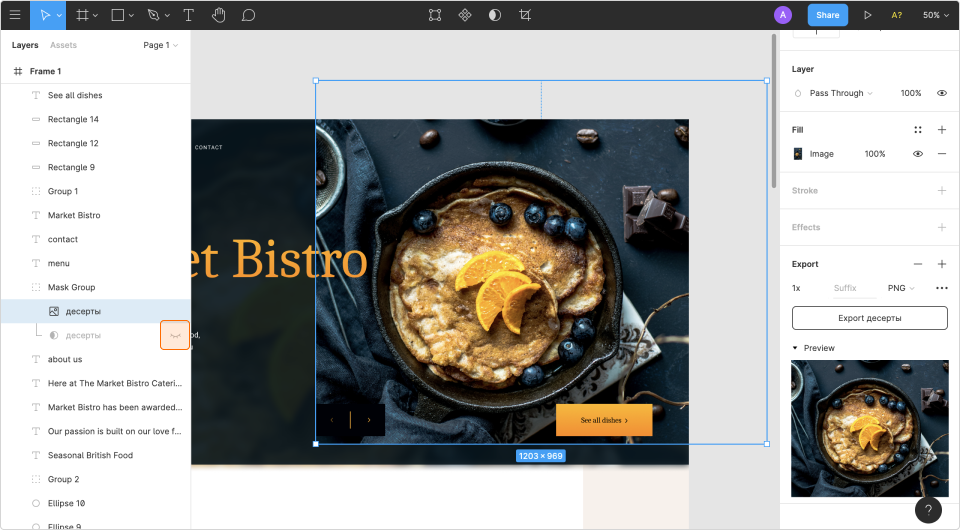 A
Share
A?
50%
Layers
Assets
Page 1
Frame 1
See all dishes
Rectangle 14
Rectangle 12
Rectangle 9
Group 1
Market Bistro
contact
menu
Mask Group
десерты
десерты
about us
Here at The Market Bistro Cateri...
Market Bistro has been awarded...
Our passion is built on our love f...
Seasonal British Food
Group 2
Ellipse 10
Ellipse 9
CONTACT
et Bistro
od,
See all dishes
1203 × 969
Layer
Pass Through
100%
Fill
Image
100%
Stroke
Effects
Export
1x
Suffix
PNG
Export десерты
Preview
?